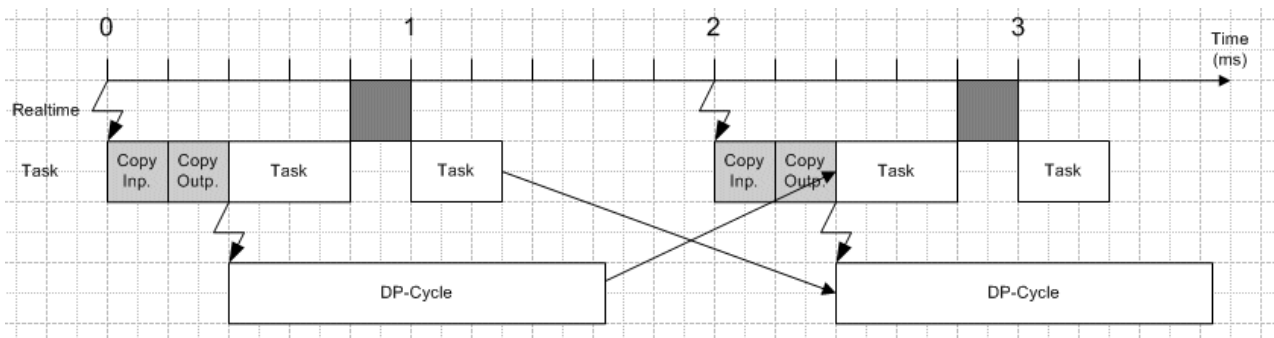 0 1 2 3
Time
(ms)
Realtime
Task
Copy
Inp.
Copy
Outp.
Task
Task
Copy
Inp.
Copy
Outp.
Task
Task
DP-Cycle
DP-Cycle